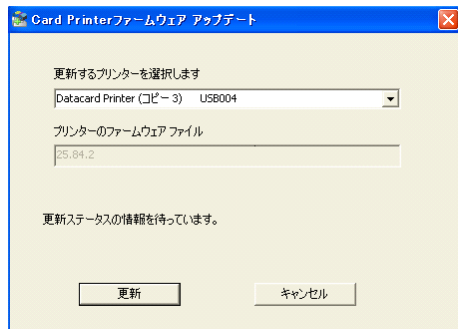 Card Printerファームウェア アップデート
更新するプリンターを選択します
Datacard Printer (コピー 3) USB004
プリンターのファームウェア ファイル
25.84.2
更新ステータスの情報を待っています。
更新
キャンセル